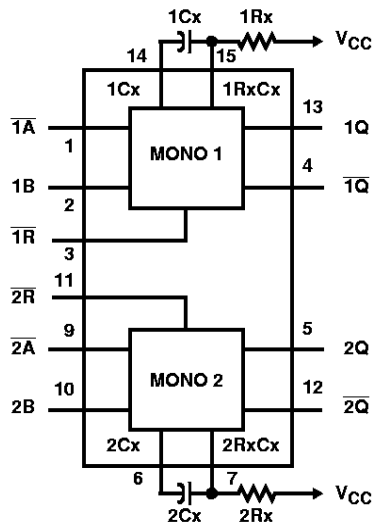 1Cx 1Rx
14 15 VCC
1Cx 1RxCx
1A 13 1Q
1 MONO 1
1B 4 1Q
2
1R
3
11
2R
2A 9 5 2Q
MONO 2
2B 10 12 2Q
2Cx 2RxCx
6 7 VCC
2Cx 2Rx